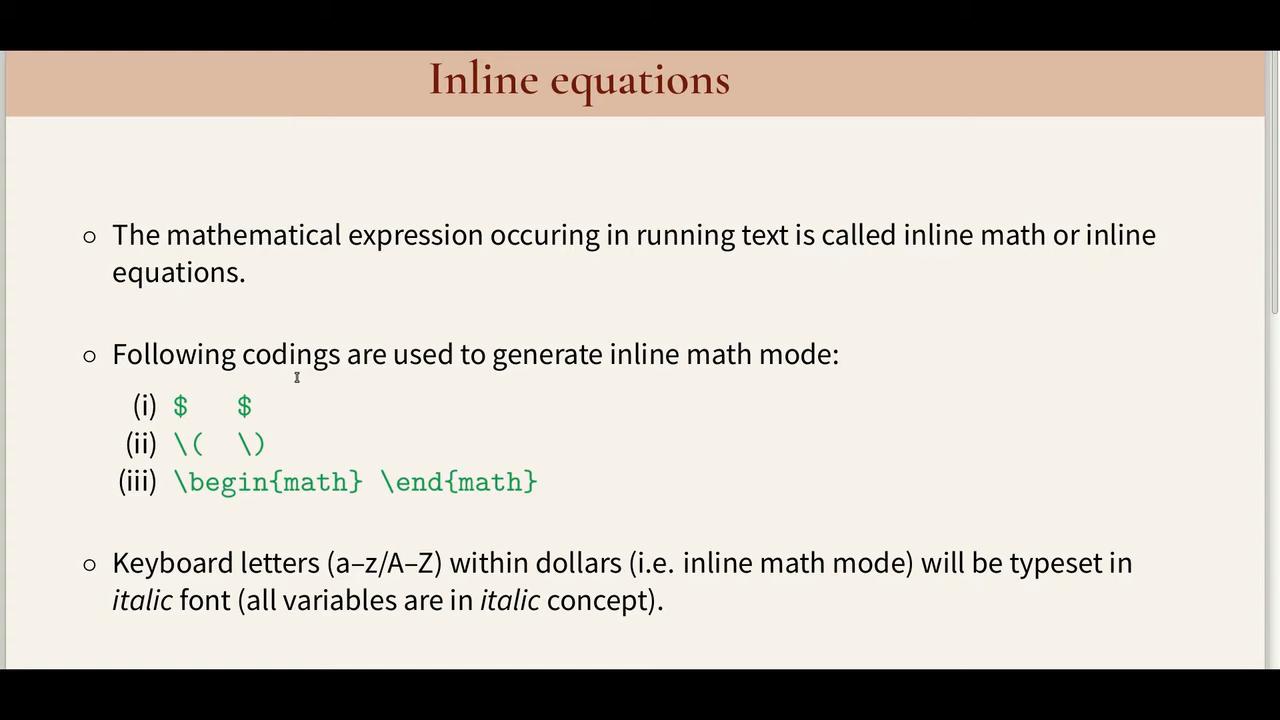 Inline equations
○ The mathematical expression occuring in running text is called inline math or inline
equations.
○ Following codings are used to generate inline math mode:
(i) $ $
(ii) \( \)
(iii) \begin{math} \end{math}
○ Keyboard letters (a–z/A–Z) within dollars (i.e. inline math mode) will be typeset in
italic font (all variables are in italic concept).